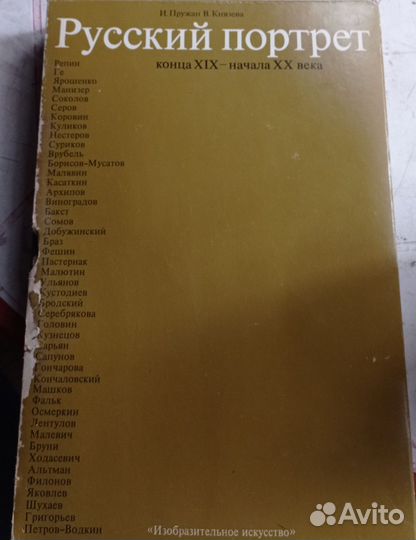 И. Пружан В. Князева
Русский портрет
конца XIX – начала XX века
Репин
Ге
Ярошенко
Манизер
Соколов
Серов
Коровин
Куликов
Нестеров
Суриков
Врубель
Борисов-Мусатов
Малявин
Касаткин
Архипов
Виноградов
Бакст
Сомов
Добужинский
Браз
Фешин
Пастернак
Малютин
Ульянов
Кустодиев
Бродский
Серебрякова
Головин
Кузнецов
Сарьян
Сапунов
Гончарова
Кончаловский
Машков
Фальк
Осмеркин
Лентулов
Малевич
Бруни
Ходасевич
Альтман
Филонов
Яковлев
Шухаев
Григорьев
Петров-Водкин
«Изобразительное искусство»
Avito